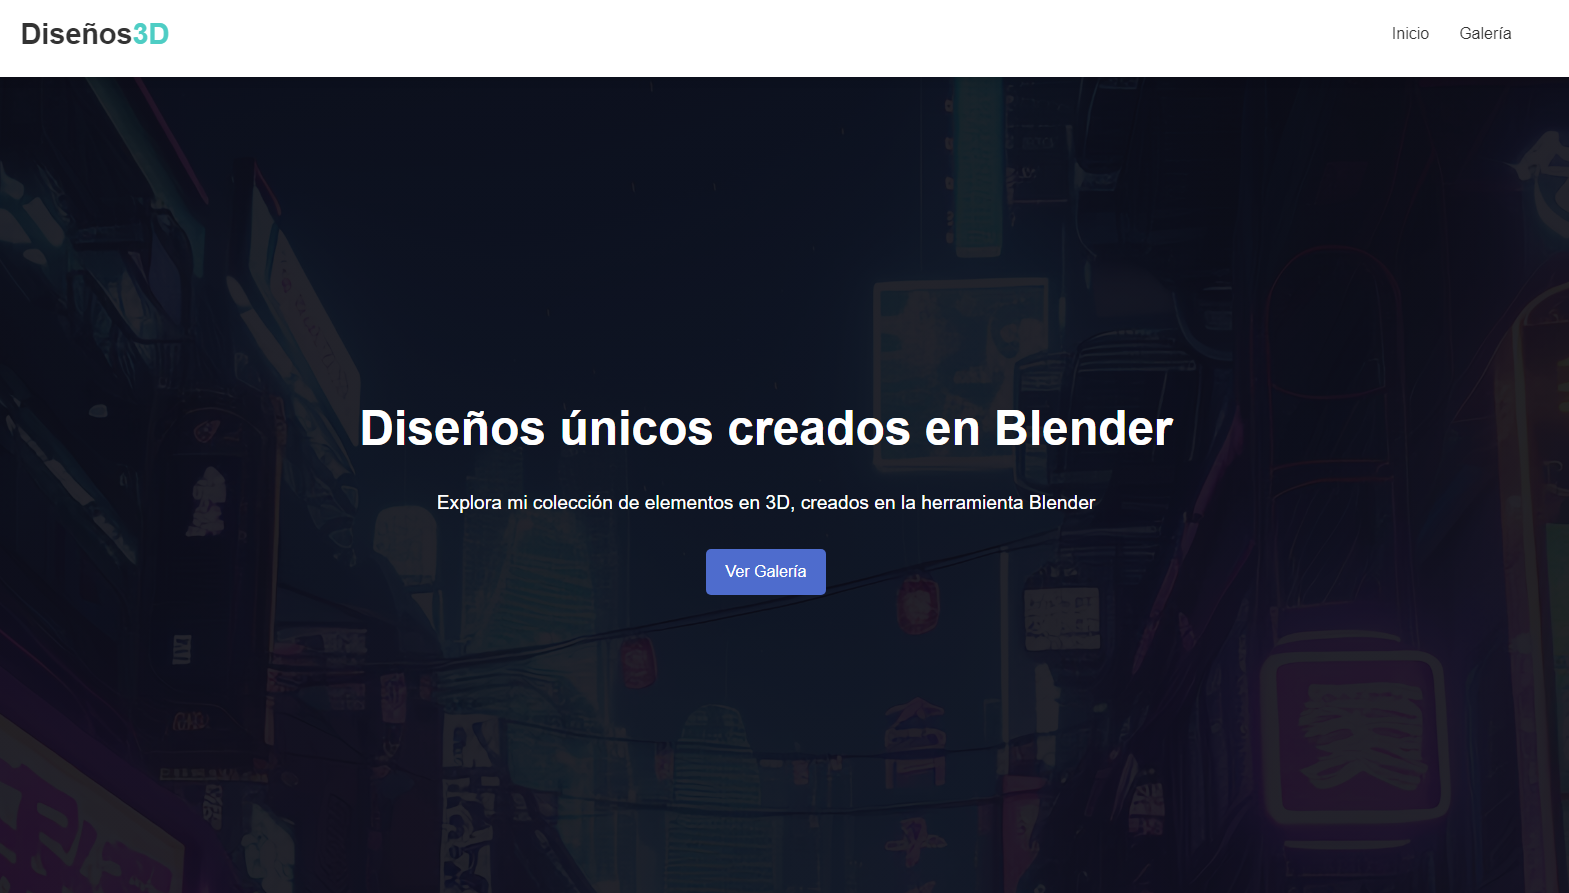 Diseños3D
Inicio
Galería
Diseños únicos creados en Blender
Explora mi colección de elementos en 3D, creados en la herramienta Blender
Ver Galería